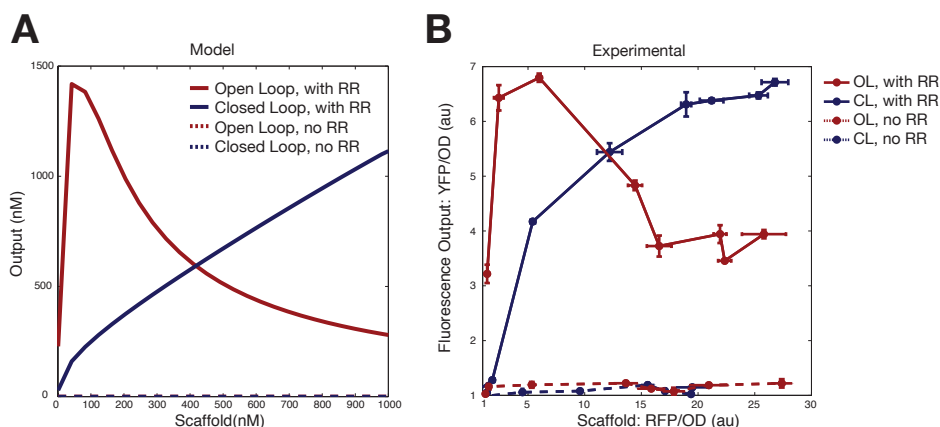 A
Model
1500
1000
500
0
Output (nM)
Open Loop, with RR
Closed Loop, with RR
Open Loop, no RR
Closed Loop, no RR
0 100 200 300 400 500 600 700 800 900 1000
Scaffold(nM)
B
Experimental
7
6
5
4
3
2
1
Fluorescence Output: YFP/OD (au)
OL, with RR
CL, with RR
OL, no RR
CL, no RR
1 5 10 15 20 25 30
Scaffold: RFP/OD (au)